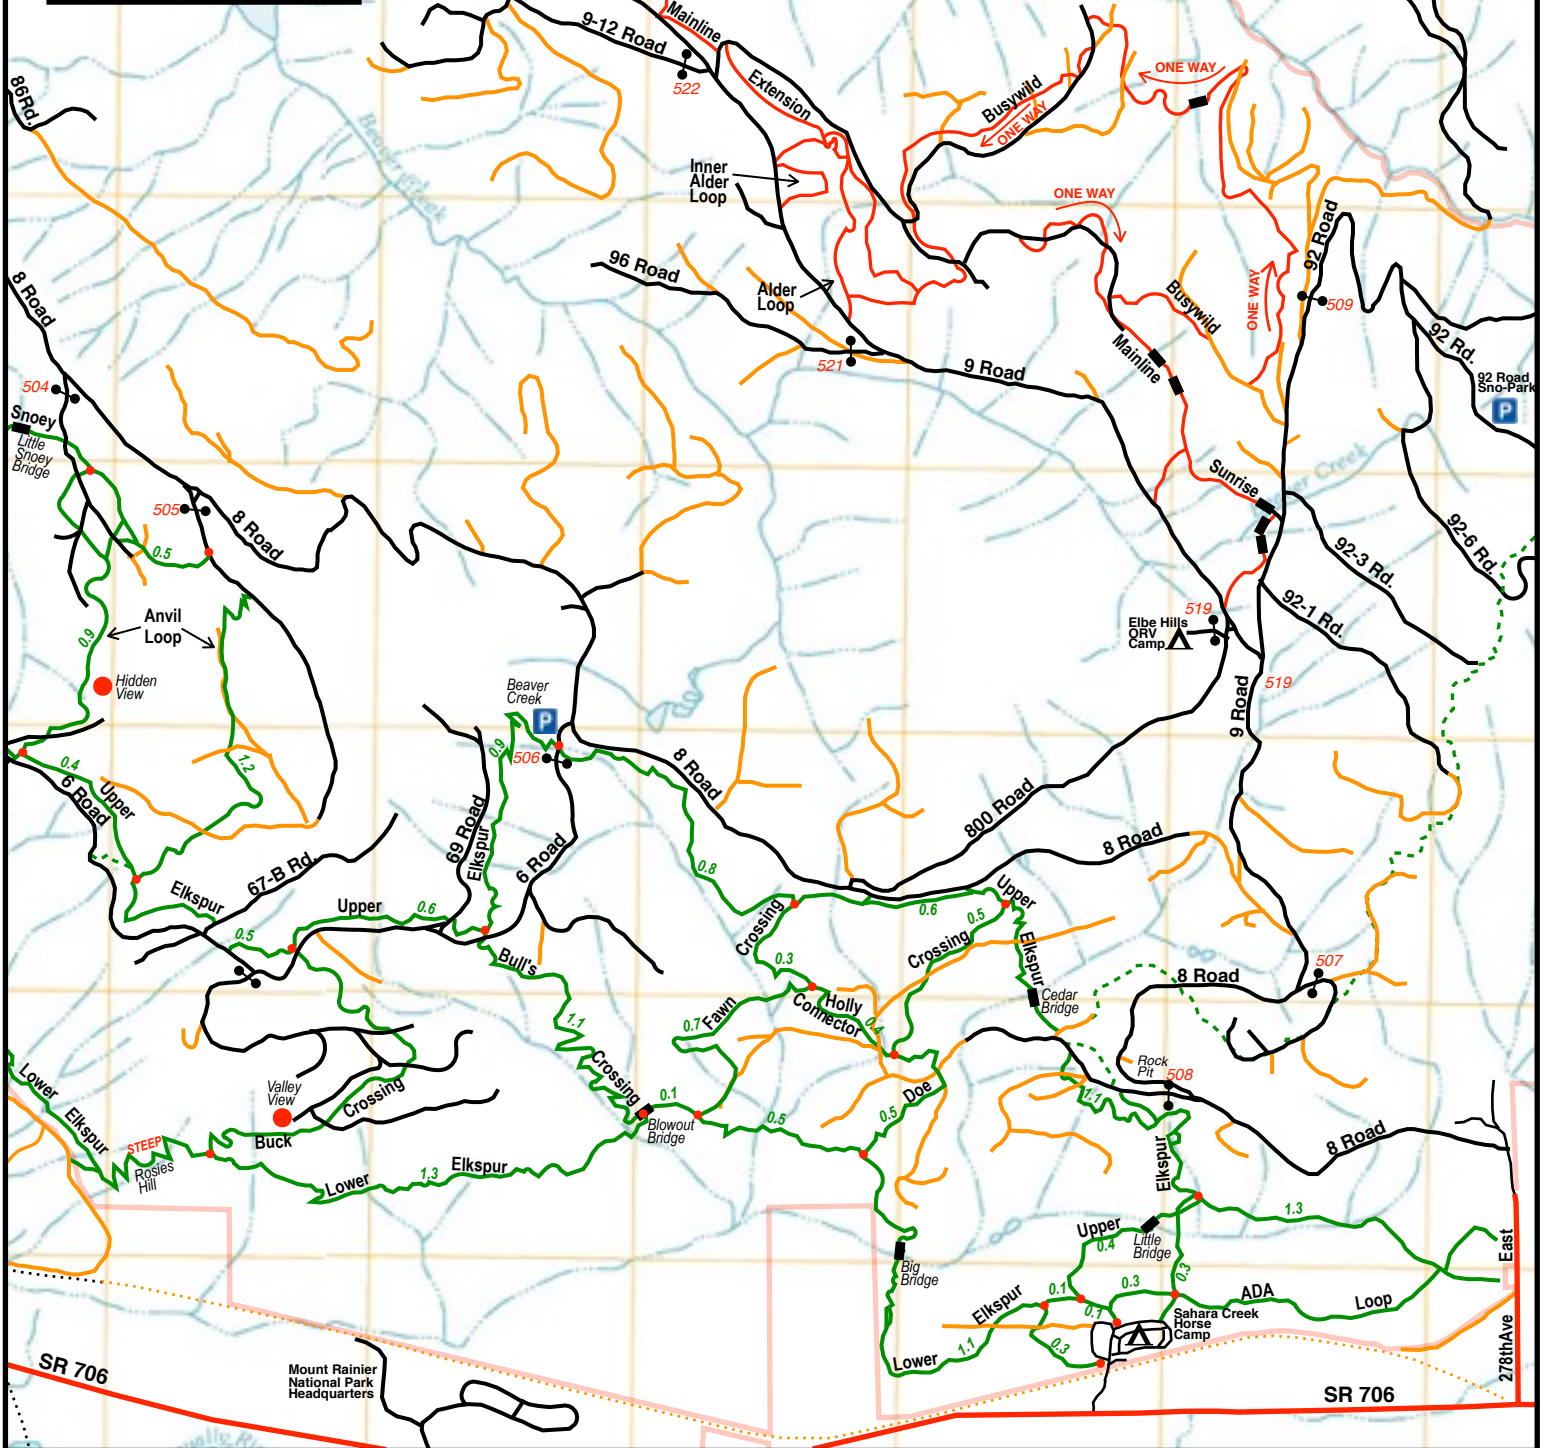 Mainline
9-12 Road
522
Extension
86Rd.
Beaver Creek
Busywild
ONE WAY
ONE WAY
Inner
Alder
Loop
ONE WAY
92 Road
96 Road
8 Road
Alder
Loop
Busywild
ONE WAY
509
521
9 Road
Mainline
92 Rd.
92 Road
Sno-Park
P
504
Snoey
Little
Snoey
Bridge
505
8 Road
0.5
Sunrise
Creek
92-6 Rd.
92-3 Rd.
92-1 Rd.
Anvil
Loop
0.9
Hidden
View
519
Elbe Hills
ORV
Camp
519
9 Road
Beaver
Creek
P
506
0.9
0.4
Upper
6 Road
1.2
8 Road
800 Road
8 Road
69 Road
Elkspur
6 Road
0.8
67-B Rd.
Elkspur
Upper
0.6
0.5
Crossing
0.6
0.5
Upper
Crossing
Elkspur
0.3
Bull's
Holly
Connector
0.4
Cedar
Bridge
8 Road
507
Fawn
0.7
1.1
Crossing
Rock
Pit
508
Lower
Elkspur
Valley
View
Crossing
Buck
STEEP
Rosies
Hill
0.1
Blowout
Bridge
0.5
0.5
Doe
1.1
Elkspur
8 Road
Lower
1.3
Elkspur
1.3
Upper
0.4
Little
Bridge
East
Big
Bridge
0.3
Elkspur
0.1
0.3
0.1
ADA
Loop
Sahara Creek
Horse
Camp
0.3
Lower
1.1
278thAve
SR 706
Mount Rainier
National Park
Headquarters
SR 706